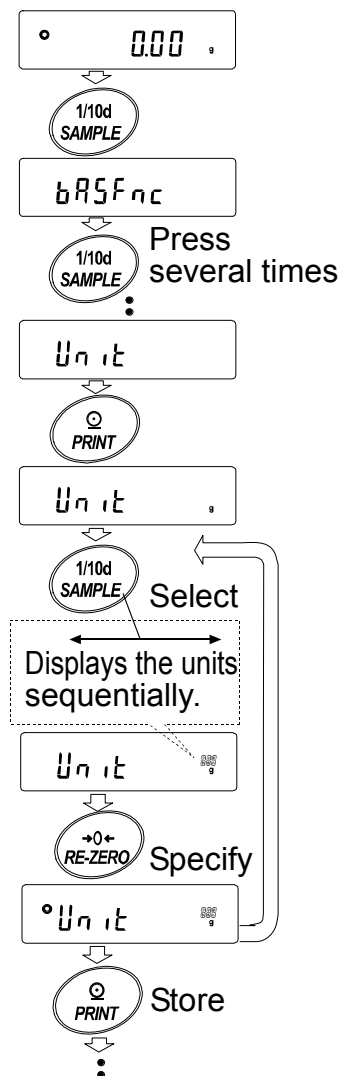 0.00 g
1/10d
SAMPLE
bASFnc
1/10d
SAMPLE
Press
several times
Unit
PRINT
Unit g
1/10d
SAMPLE
Select
Displays the units
sequentially.
Unit g
→0←
RE-ZERO
Specify
Unit g
PRINT
Store